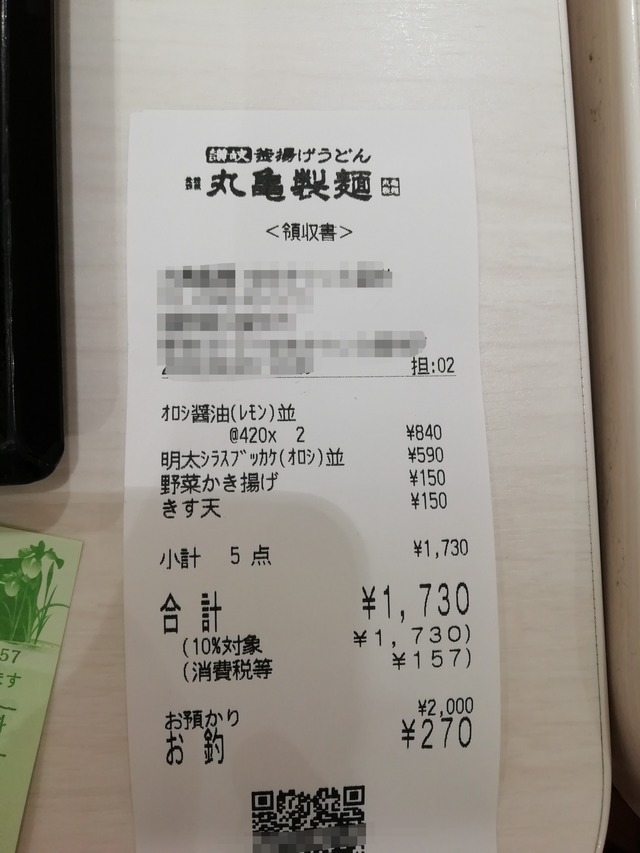 讃岐釜揚げうどん
丸亀製麺
<領収書>
担:02
オロシ醤油(レモン)並
@420x 2 ¥840
明太シラスブッカケ(オロシ)並 ¥590
野菜かき揚げ ¥150
きす天 ¥150
小計 5点 ¥1,730
合計 ¥1,730
(10%対象 ¥1,730)
(消費税等 ¥157)
お預かり ¥2,000
お釣 ¥270
57
ます